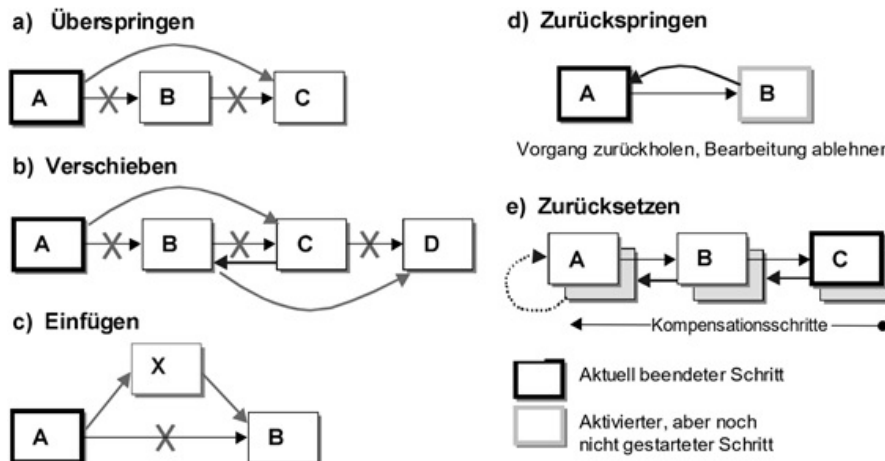 a) Überspringen
A
B
C
b) Verschieben
A
B
C
D
c) Einfügen
X
A
B
d) Zurückspringen
A
B
Vorgang zurückholen, Bearbeitung ablehnen
e) Zurücksetzen
A
B
C
Kompensationsschritte
Aktuell beendeter Schritt
Aktivierter, aber noch
nicht gestarteter Schritt